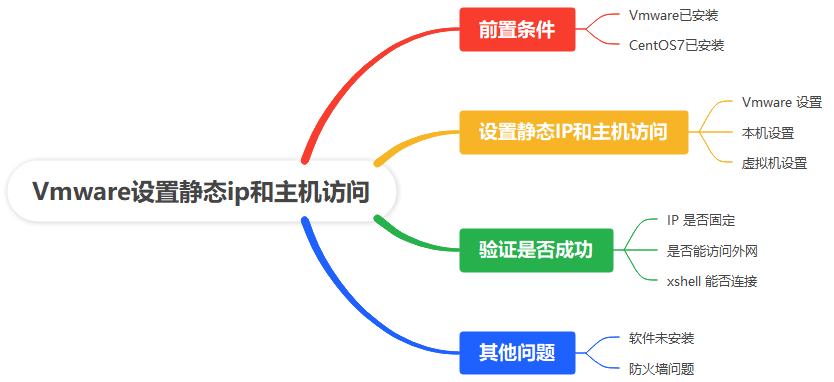 Vmware设置静态ip和主机访问
前置条件
Vmware已安装
CentOS7已安装
设置静态IP和主机访问
Vmware 设置
本机设置
虚拟机设置
验证是否成功
IP 是否固定
是否能访问外网
xshell 能否连接
其他问题
软件未安装
防火墙问题